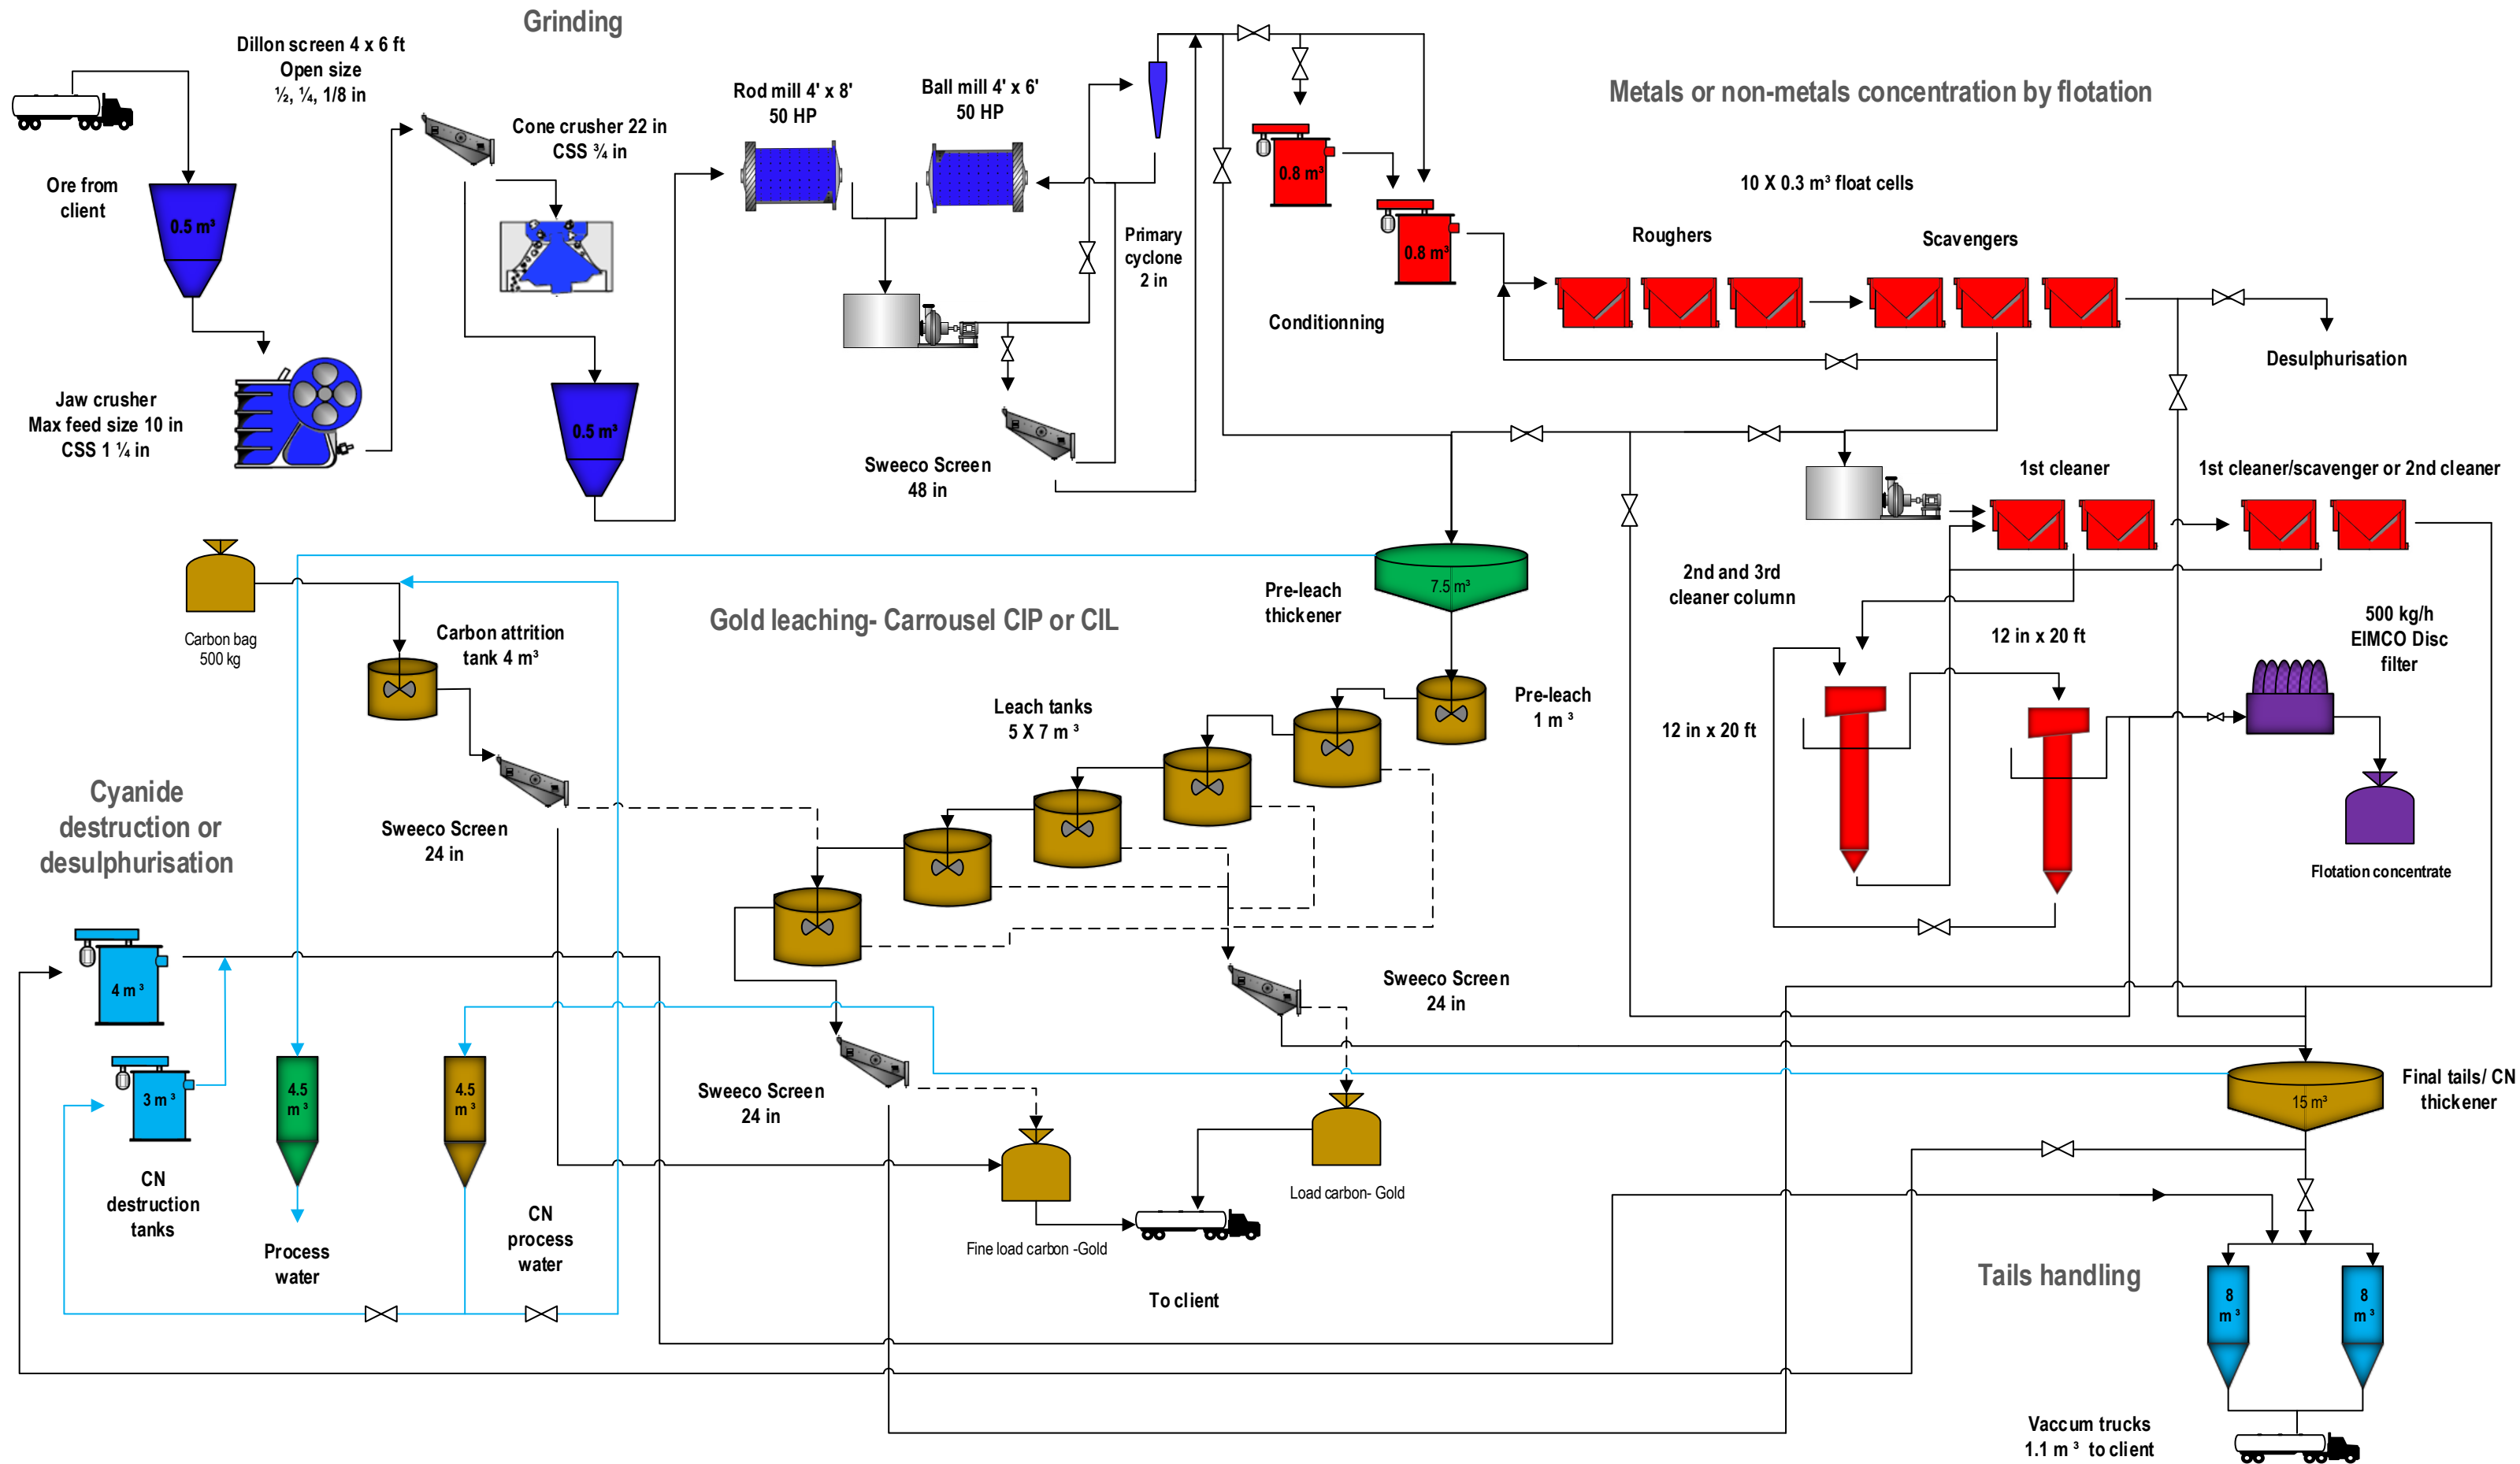 Grinding
Dillon screen 4 x 6 ft
Open size
½, ¼, 1/8 in
Ore from
client
0.5 m³
Jaw crusher
Max feed size 10 in
CSS 1 ¼ in
Cone crusher 22 in
CSS ¾ in
0.5 m³
Rod mill 4' x 8'
50 HP
Ball mill 4' x 6'
50 HP
Primary
cyclone
2 in
Sweeco Screen
48 in
Metals or non-metals concentration by flotation
0.8 m³
0.8 m³
Conditionning
10 X 0.3 m³ float cells
Roughers
Scavengers
Desulphurisation
1st cleaner
1st cleaner/scavenger or 2nd cleaner
2nd and 3rd
cleaner column
12 in x 20 ft
12 in x 20 ft
500 kg/h
EIMCO Disc
filter
Flotation concentrate
Carbon bag
500 kg
Carbon attrition
tank 4 m³
Sweeco Screen
24 in
Gold leaching- Carrousel CIP or CIL
Pre-leach
thickener
7.5 m³
Pre-leach
1 m ³
Leach tanks
5 X 7 m ³
Sweeco Screen
24 in
Sweeco Screen
24 in
Load carbon- Gold
Fine load carbon -Gold
To client
Cyanide
destruction or
desulphurisation
4 m ³
3 m ³
CN
destruction
tanks
4.5
m ³
Process
water
4.5
m ³
CN
process
water
Final tails/ CN
thickener
15 m³
Tails handling
8
m ³
8
m ³
Vaccum trucks
1.1 m ³ to client